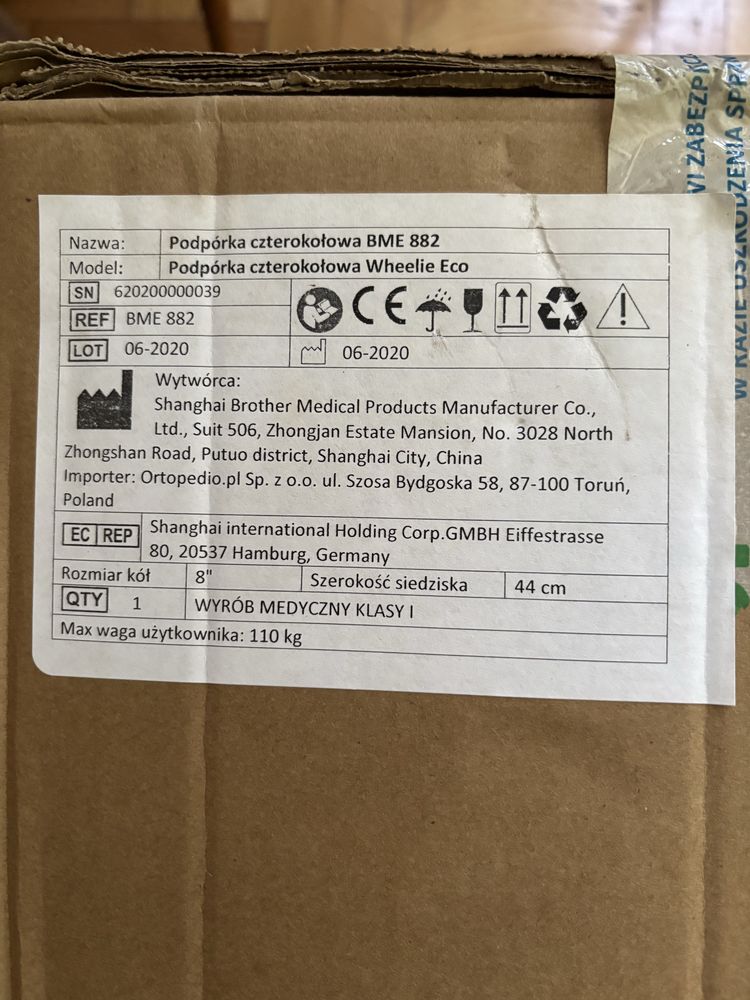 Nazwa: Podpórka czterokołowa BME 882
Model: Podpórka czterokołowa Wheelie Eco
SN 620200000039
REF BME 882
LOT 06-2020 06-2020
Wytwórca:
Shanghai Brother Medical Products Manufacturer Co.,
Ltd., Suit 506, Zhongjan Estate Mansion, No. 3028 North
Zhongshan Road, Putuo district, Shanghai City, China
Importer: Ortopedio.pl Sp. z o.o. ul. Szosa Bydgoska 58, 87-100 Toruń,
Poland
EC REP Shanghai international Holding Corp.GMBH Eiffestrasse
80, 20537 Hamburg, Germany
Rozmiar kół 8" Szerokość siedziska 44 cm
QTY 1 WYRÓB MEDYCZNY KLASY I
Max waga użytkownika: 110 kg
W RAZIE USZKODZENIA